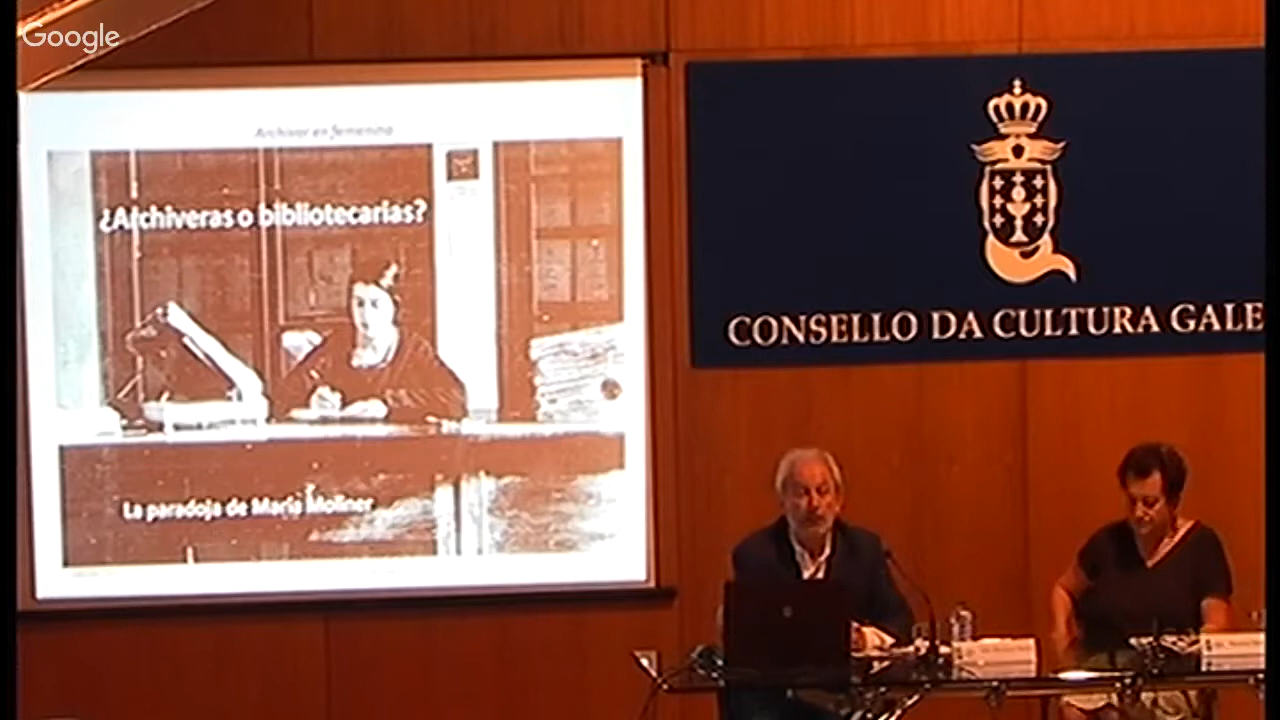 Google
Archivar en femenino
¿Archiveras o bibliotecarias?
La paradoja de María Moliner
CONSELLO DA CULTURA GALE